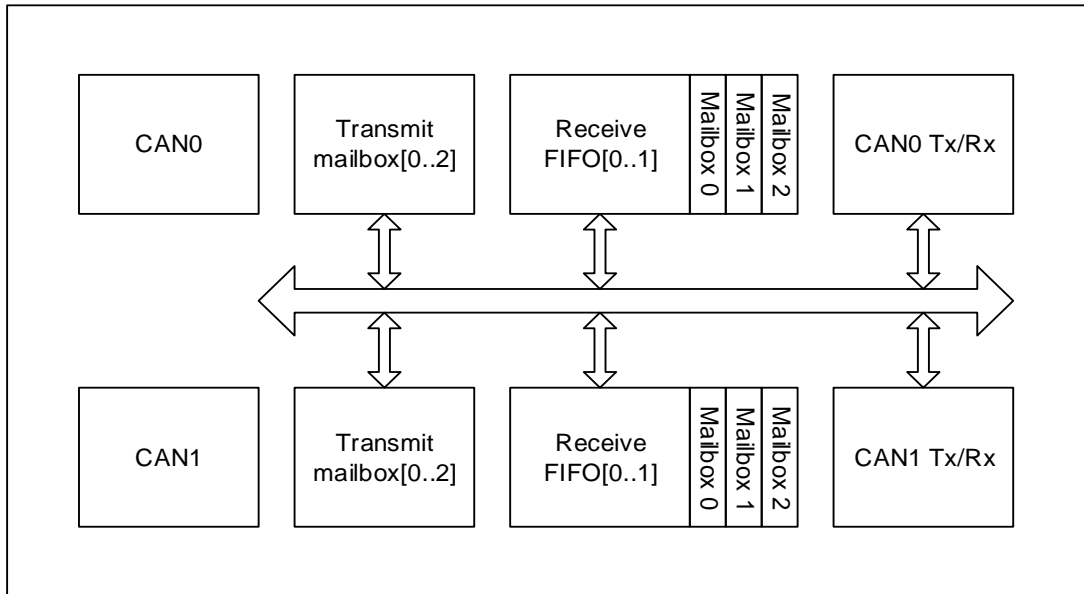 CAN0
Transmit
mailbox[0..2]
Receive
FIFO[0..1]
Mailbox 0
Mailbox 1
Mailbox 2
CAN0 Tx/Rx
CAN1
Transmit
mailbox[0..2]
Receive
FIFO[0..1]
Mailbox 0
Mailbox 1
Mailbox 2
CAN1 Tx/Rx